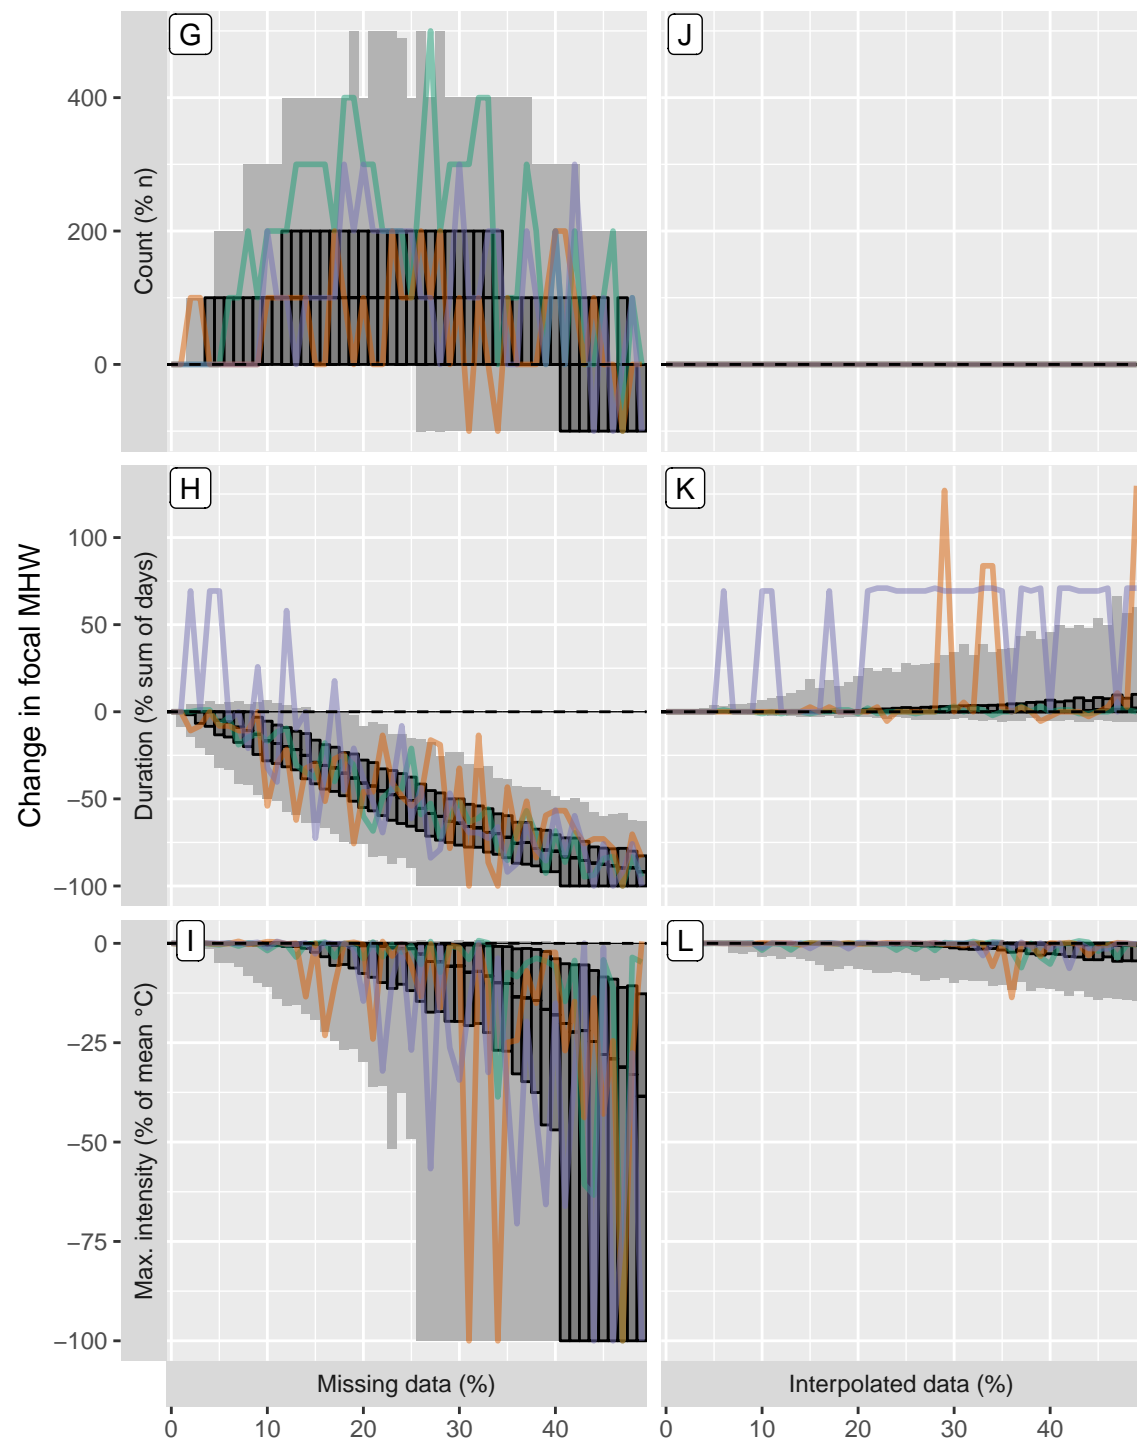 G
J
400
200
0
Count (% n)
H
K
100
50
0
−50
−100
Duration (% sum of days)
Change in focal MHW
I
L
0
−25
−50
−75
−100
Max. intensity (% of mean °C)
Missing data (%)
Interpolated data (%)
0 10 20 30 40
0 10 20 30 40